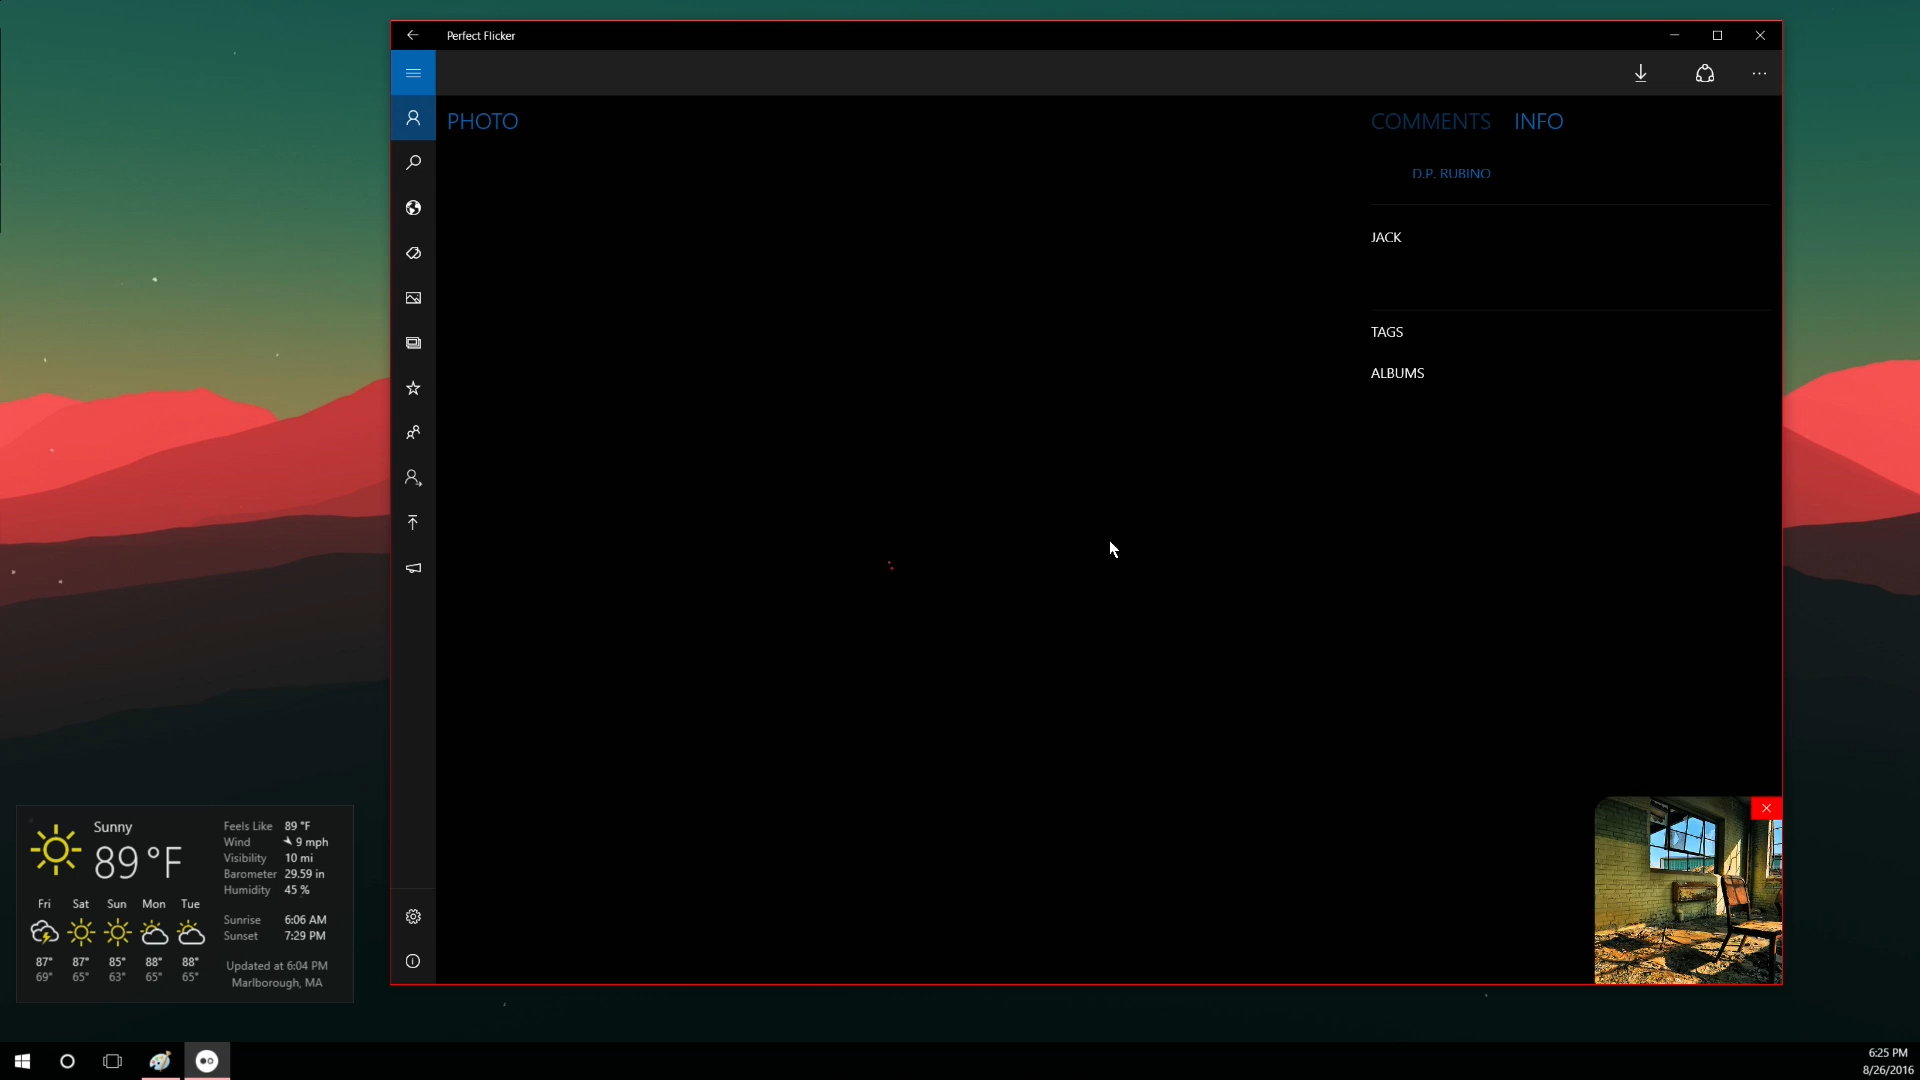 Perfect Flicker
PHOTO
COMMENTS INFO
D.P. RUBINO
JACK
TAGS
ALBUMS
Sunny
89 °F
Feels Like 89 °F
Wind 9 mph
Visibility 10 mi
Barometer 29.59 in
Humidity 45 %
Fri Sat Sun Mon Tue
87° 87° 85° 88° 88°
69° 65° 63° 65° 65°
Sunrise 6:06 AM
Sunset 7:29 PM
Updated at 6:04 PM
Marlborough, MA
6:25 PM
8/26/2016